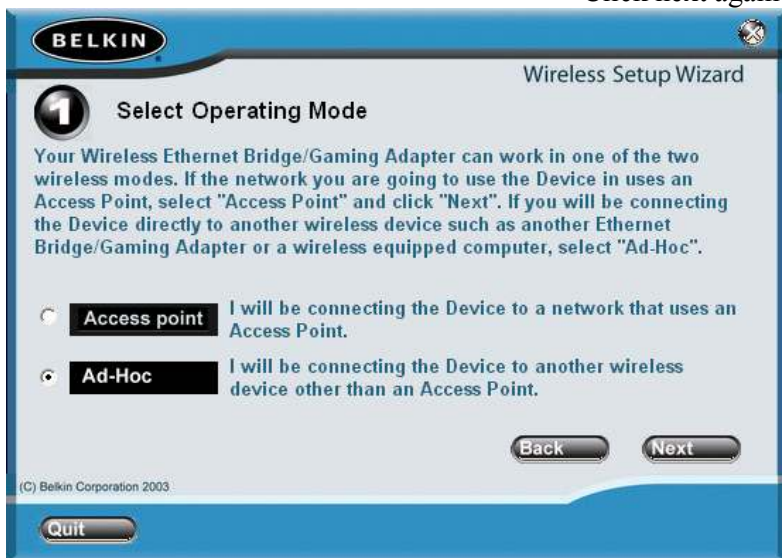 BELKIN
Wireless Setup Wizard
1 Select Operating Mode
Your Wireless Ethernet Bridge/Gaming Adapter can work in one of the two
wireless modes. If the network you are going to use the Device in uses an
Access Point, select "Access Point" and click "Next". If you will be connecting
the Device directly to another wireless device such as another Ethernet
Bridge/Gaming Adapter or a wireless equipped computer, select "Ad-Hoc".
Access point
I will be connecting the Device to a network that uses an
Access Point.
Ad-Hoc
I will be connecting the Device to another wireless
device other than an Access Point.
Back
Next
(C) Belkin Corporation 2003
Quit